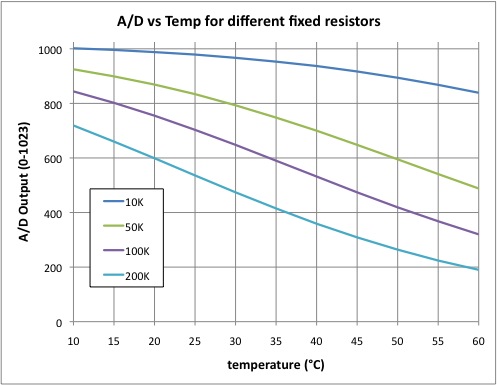 A/D vs Temp for different fixed resistors
1000
800
600
400
200
0
A/D Output (0-1023)
10K
50K
100K
200K
10 15 20 25 30 35 40 45 50 55 60
temperature (°C)